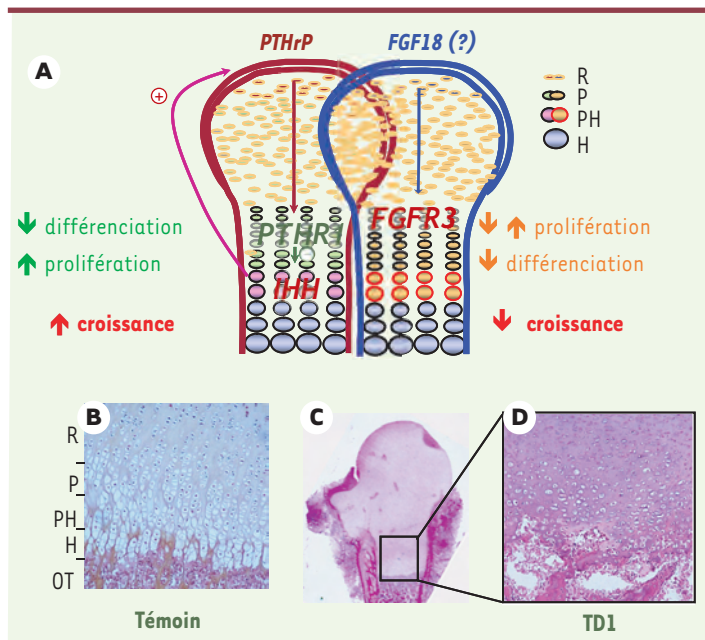 PTHrP
FGF18 (?)
A
+
R
P
PH
H
différenciation
prolifération
croissance
PTHR1
IHH
FGFR3
prolifération
différenciation
croissance
B
R
P
PH
H
OT
Témoin
C
D
TD1